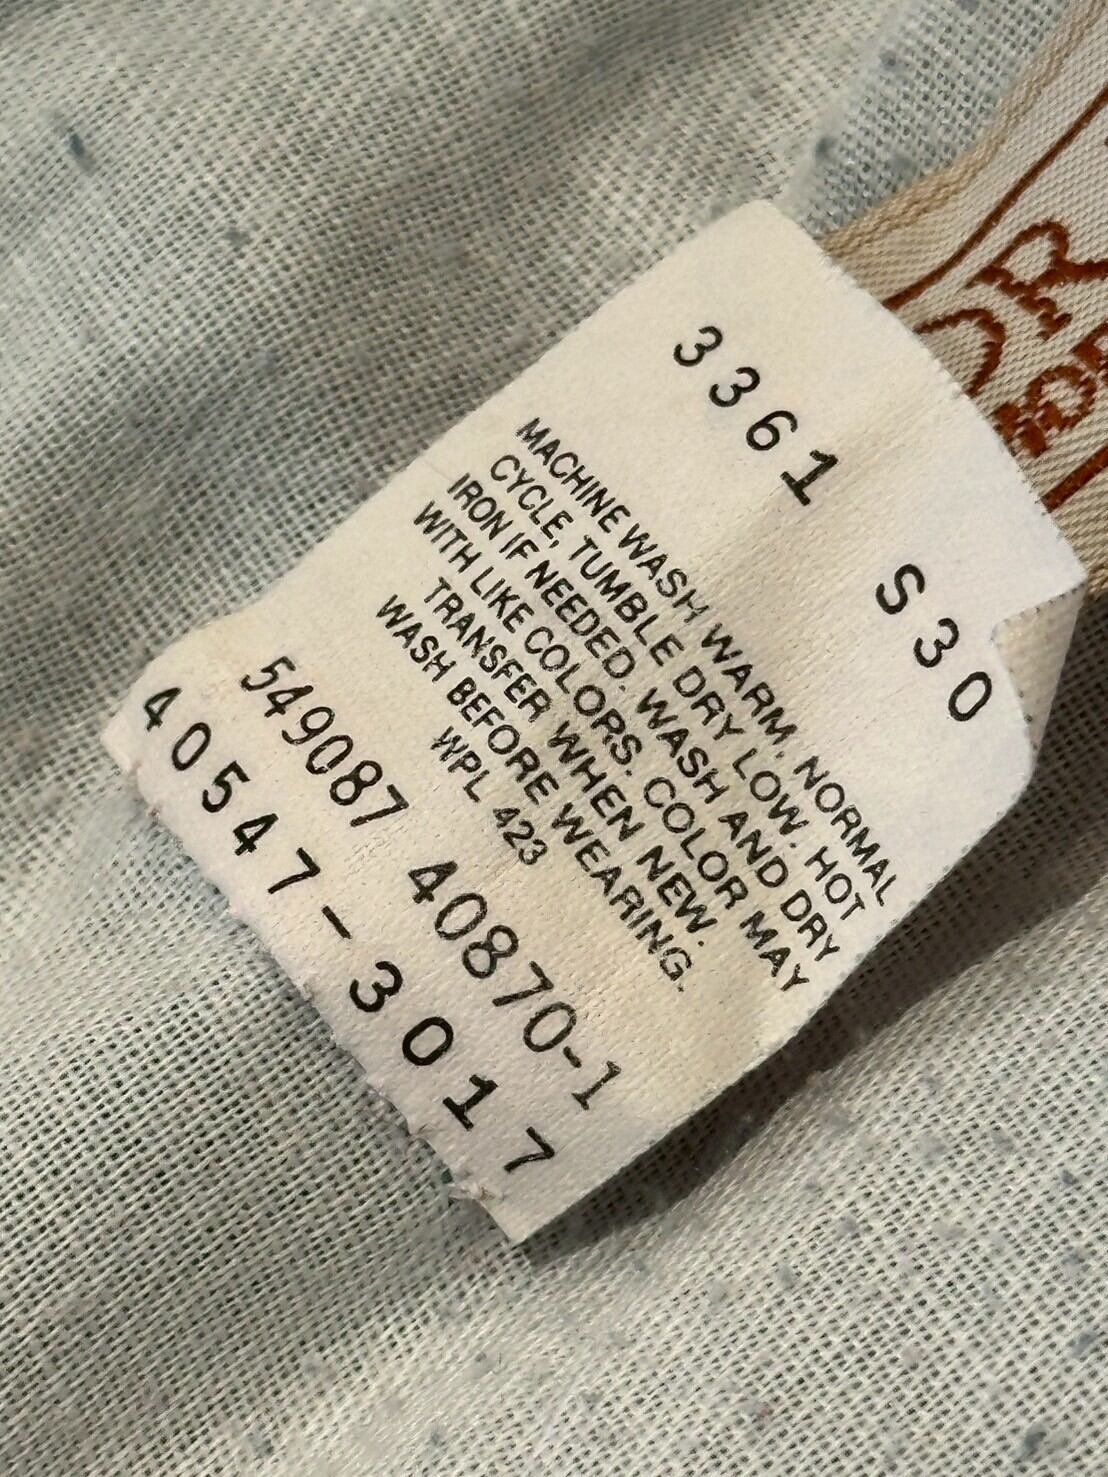 3361 S30
MACHINE WASH WARM. NORMAL
CYCLE, TUMBLE DRY LOW. HOT
IRON IF NEEDED. WASH AND DRY
WITH LIKE COLORS. COLOR MAY
TRANSFER WHEN NEW.
WASH BEFORE WEARING.
WPL 423
549087 40870-1
40547-3017